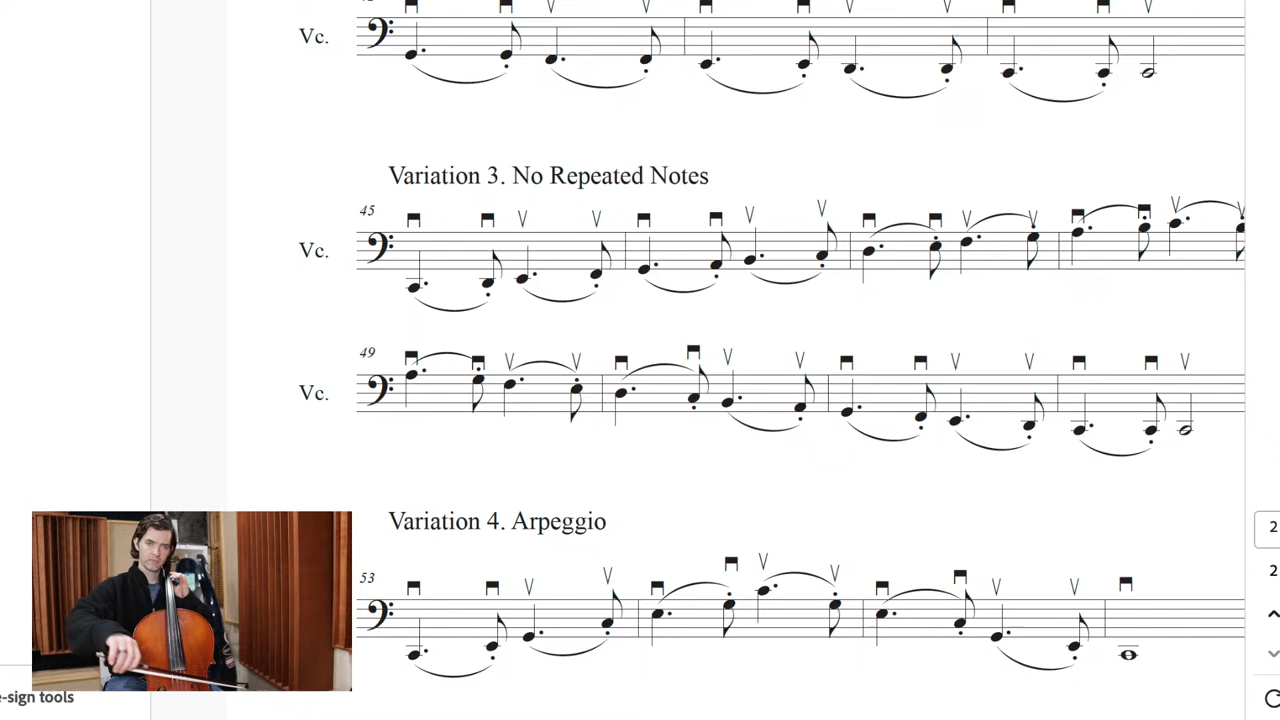 Vc.
Variation 3. No Repeated Notes
45
Vc.
49
Vc.
Variation 4. Arpeggio
53
Vc.
2
2
e-sign tools